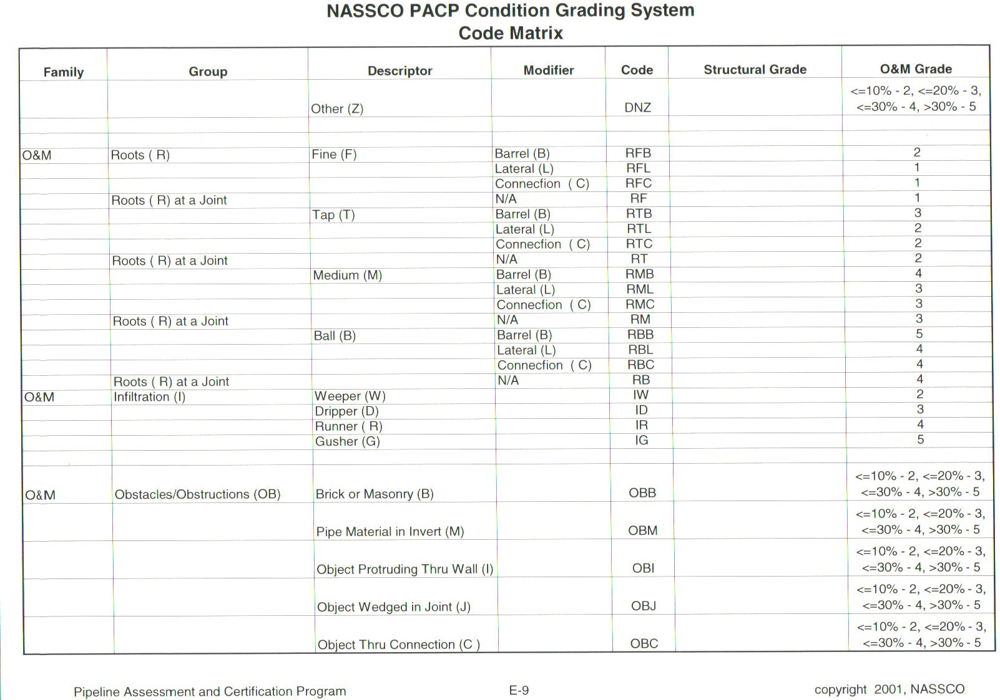 NASSCO PACP Condition Grading System
Code Matrix
Family Group Descriptor Modifier Code Structural Grade O&M Grade
<=10% - 2, <=20% - 3,
Other (Z) DNZ <=30% - 4, >30% - 5
O&M Roots ( R) Fine (F) Barrel (B) RFB 2
Lateral (L) RFL 1
Connecfion ( C) RFC 1
Roots ( R) at a Joint N/A RF 1
Tap (T) Barrel (B) RTB 3
Lateral (L) RTL 2
Connecfion ( C) RTC 2
Roots ( R) at a Joint N/A RT 2
Medium (M) Barrel (B) RMB 4
Lateral (L) RML 3
Connecfion ( C) RMC 3
Roots ( R) at a Joint N/A RM 3
Ball (B) Barrel (B) RBB 5
Lateral (L) RBL 4
Connecfion ( C) RBC 4
Roots ( R) at a Joint N/A RB 4
O&M Infiltration (I) Weeper (W) IW 2
Dripper (D) ID 3
Runner ( R) IR 4
Gusher (G) IG 5
<=10% - 2, <=20% - 3,
O&M Obstacles/Obstructions (OB) Brick or Masonry (B) OBB <=30% - 4, >30% - 5
<=10% - 2, <=20% - 3,
Pipe Material in Invert (M) OBM <=30% - 4, >30% - 5
<=10% - 2, <=20% - 3,
Object Protruding Thru Wall (I) OBI <=30% - 4, >30% - 5
<=10% - 2, <=20% - 3,
Object Wedged in Joint (J) OBJ <=30% - 4, >30% - 5
<=10% - 2, <=20% - 3,
Object Thru Connection (C ) OBC <=30% - 4, >30% - 5
Pipeline Assessment and Certification Program E-9 copyright 2001, NASSCO